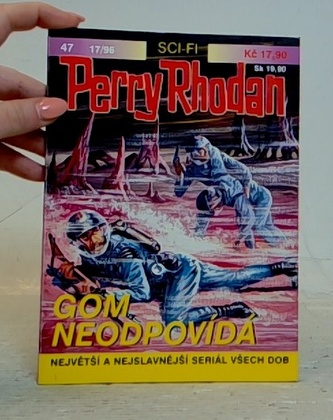 47 17/96 SCI-FI Kč 17,90
Sk 19,90
Perry Rhodan
GOM
NEODPOVÍDÁ
NEJVĚTŠÍ A NEJSLAVNĚJŠÍ SERIÁL VŠECH DOB